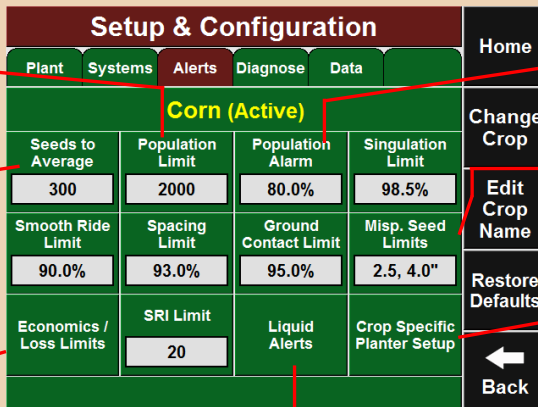 Setup & Configuration
Home
Plant Systems Alerts Diagnose Data
Corn (Active)
Change
Crop
Seeds to
Average
300
Population
Limit
2000
Population
Alarm
80.0%
Singulation
Limit
98.5%
Edit
Crop
Name
Smooth Ride
Limit
90.0%
Spacing
Limit
93.0%
Ground
Contact Limit
95.0%
Misp. Seed
Limits
2.5, 4.0"
Restore
Defaults
Economics /
Loss Limits
SRI Limit
20
Liquid
Alerts
Crop Specific
Planter Setup
Back